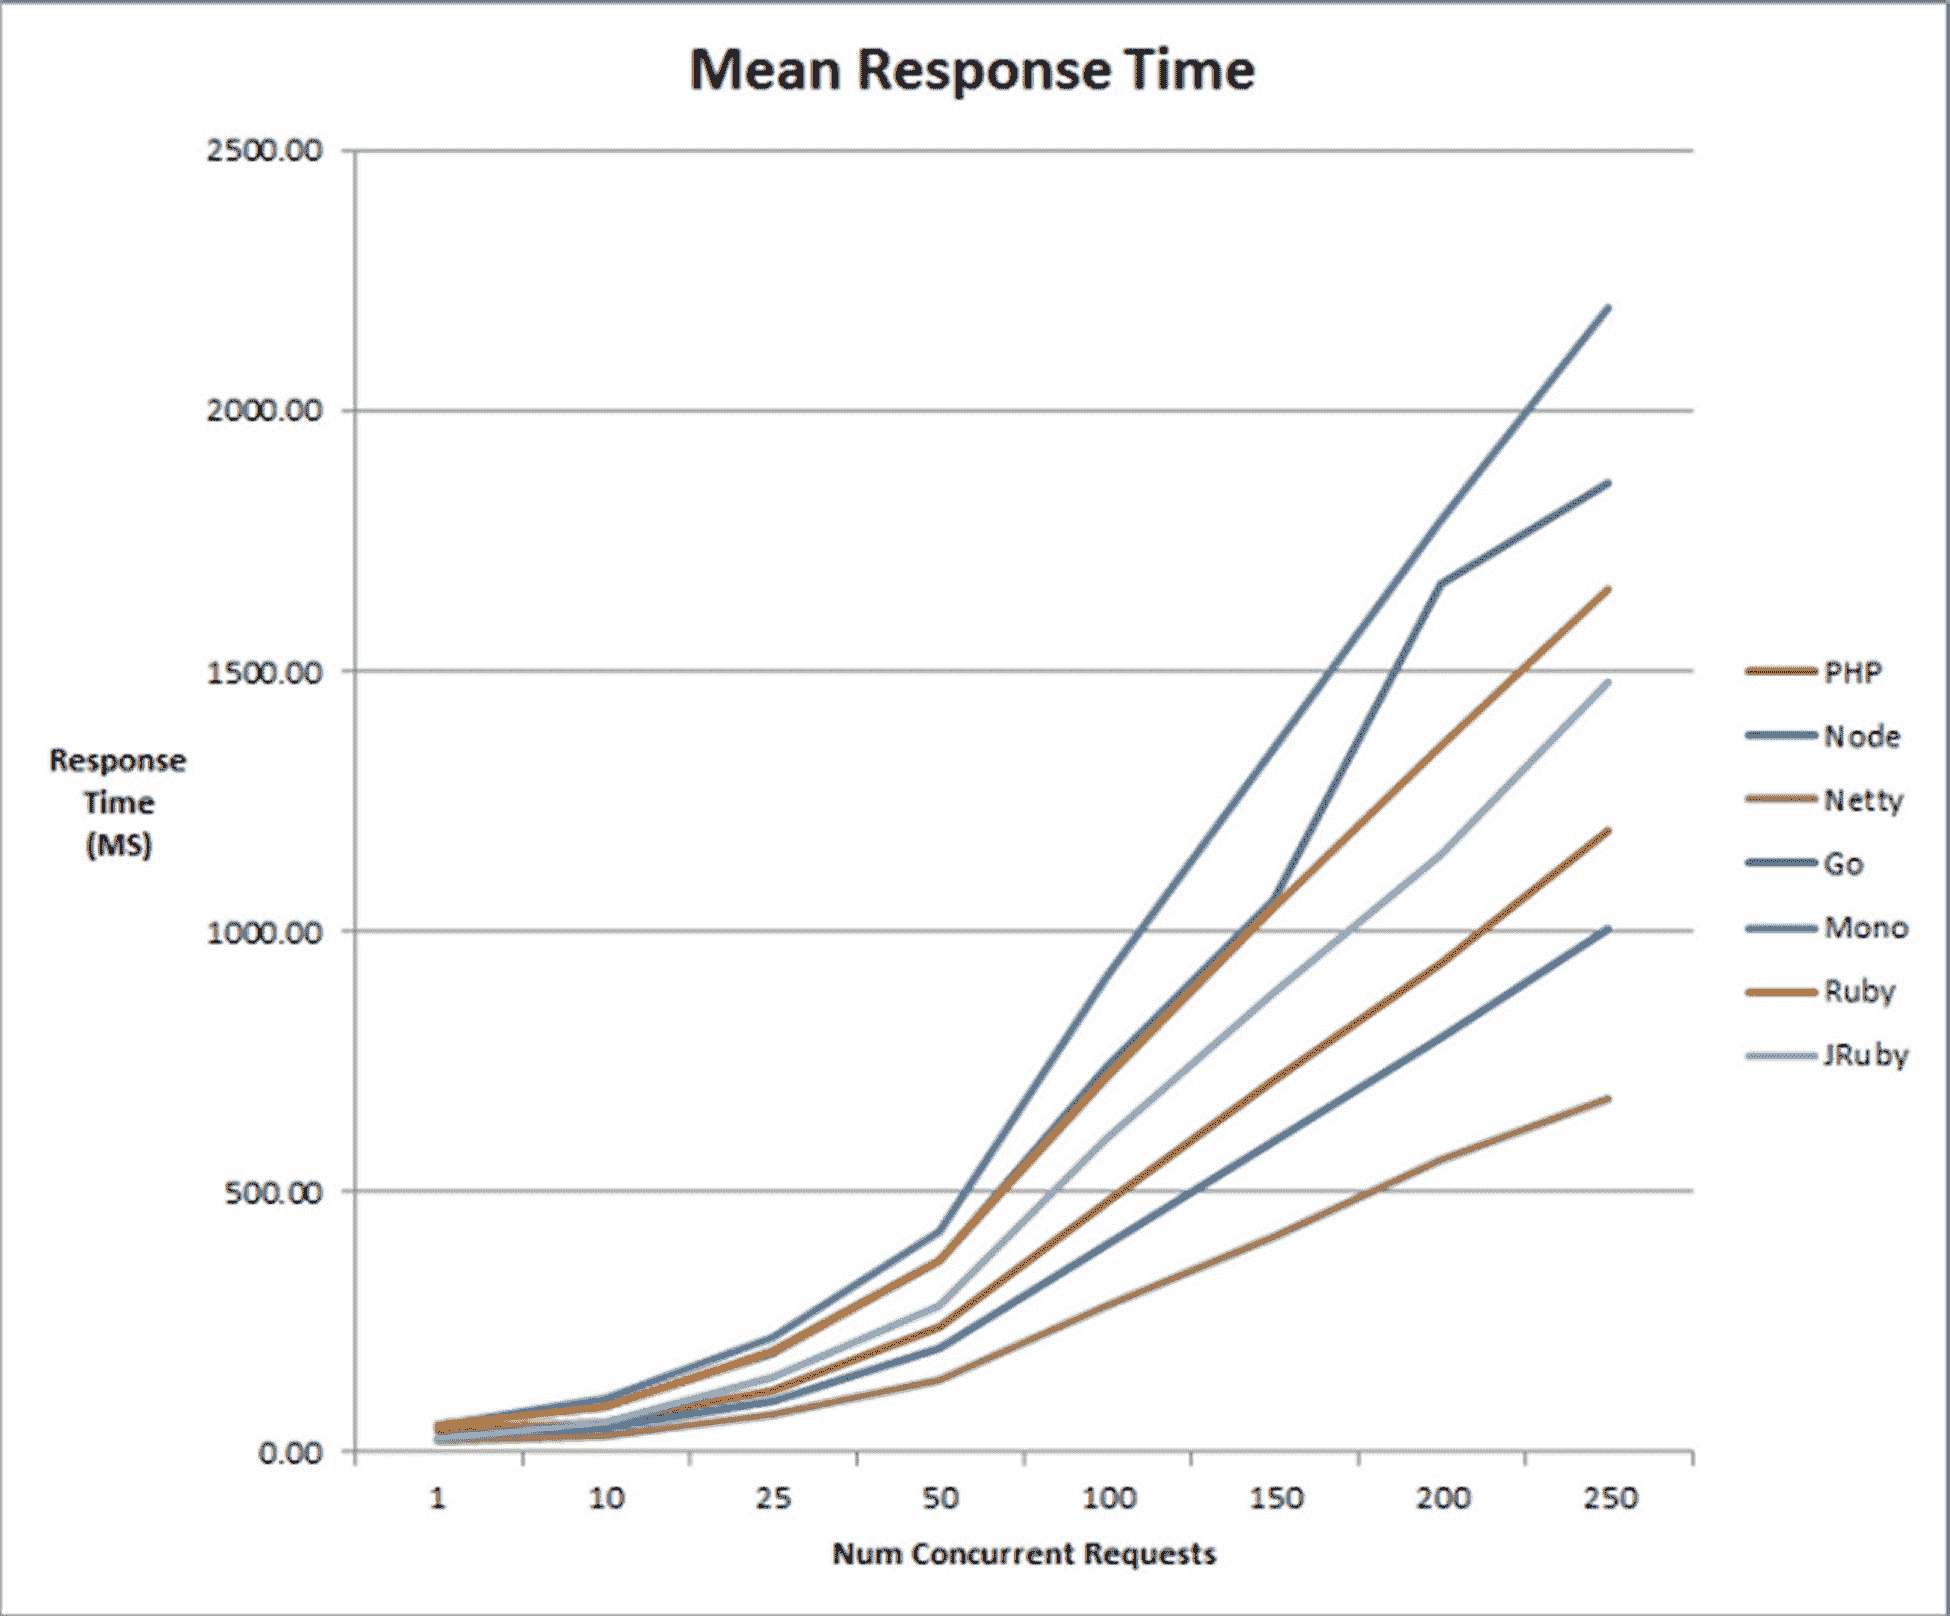 Mean Response Time
2500.00
2000.00
1500.00
1000.00
500.00
0.00
Response
Time
(MS)
1 10 25 50 100 150 200 250
Num Concurrent Requests
PHP
Node
Netty
Go
Mono
Ruby
JRuby